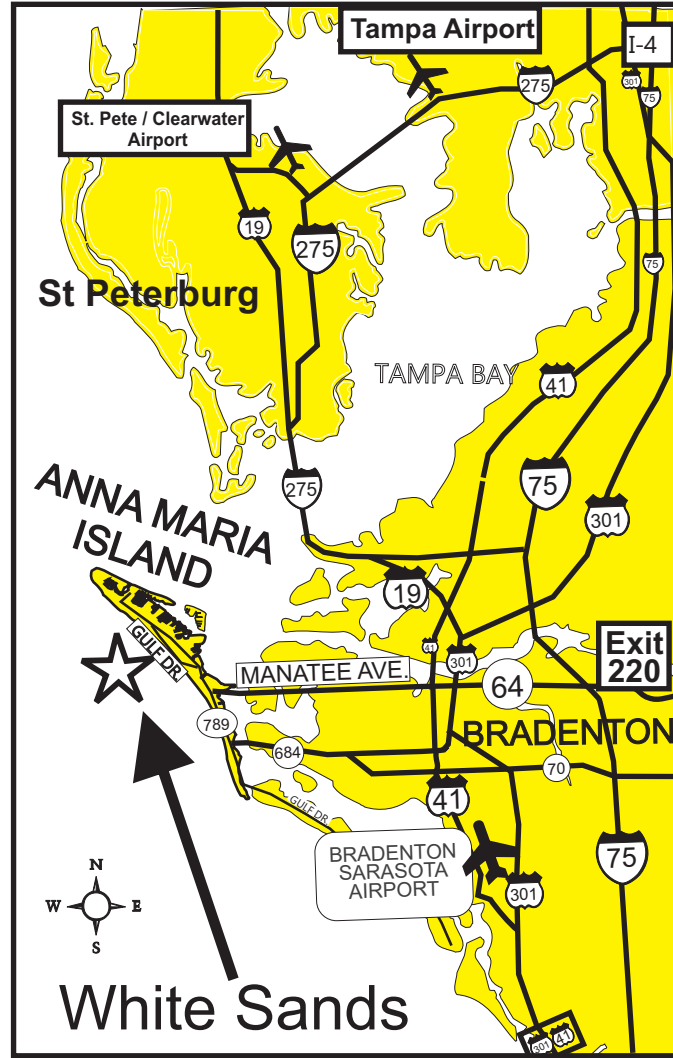 Tampa Airport
I-4
St. Pete / Clearwater
Airport
275
301
75
19
275
75
St Peterburg
TAMPA BAY
41
275
75
301
ANNA MARIA
ISLAND
19
GULF DR
41
301
Exit
220
MANATEE AVE.
64
789
684
BRADENTON
70
GULF DR
41
BRADENTON
SARASOTA
AIRPORT
75
301
N
W
E
S
White Sands
301
41